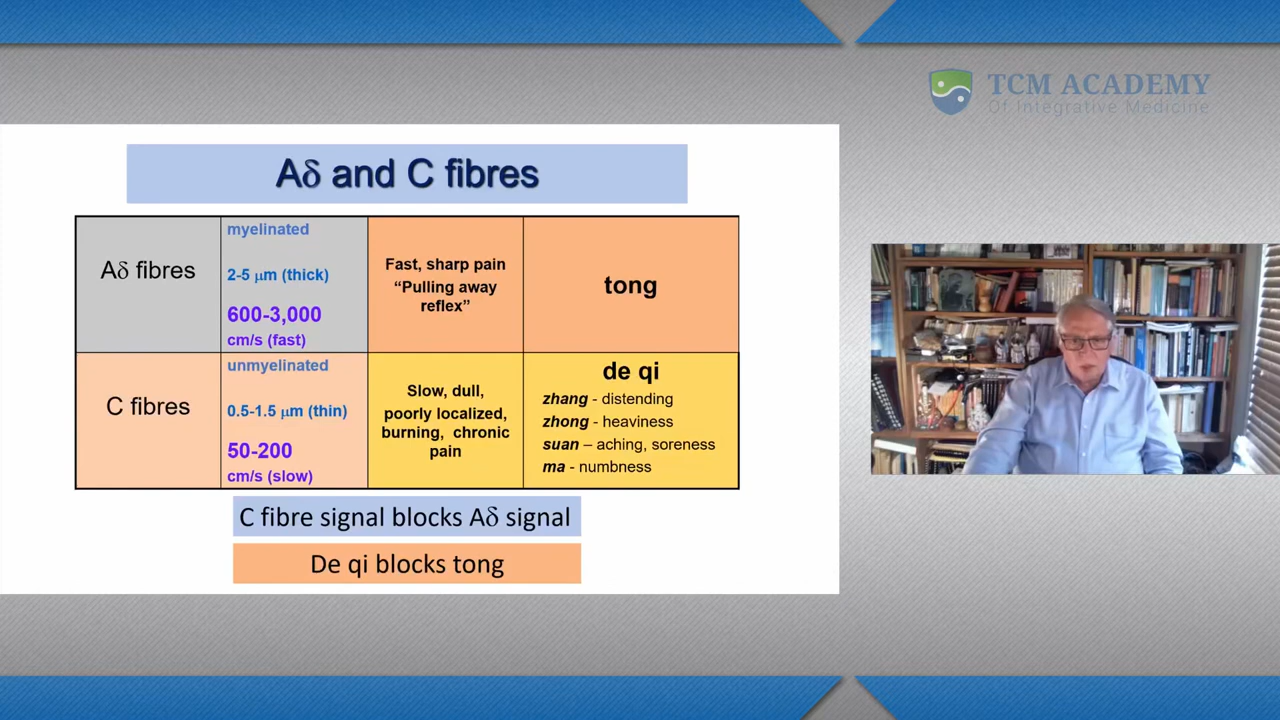 TCM ACADEMY
Of Integrative Medicine
Aδ and C fibres
Aδ fibres
myelinated
2-5 μm (thick)
600-3,000
cm/s (fast)
Fast, sharp pain
“Pulling away
reflex”
tong
C fibres
unmyelinated
0.5-1.5 μm (thin)
50-200
cm/s (slow)
Slow, dull,
poorly localized,
burning, chronic
pain
de qi
zhang - distending
zhong - heaviness
suan – aching, soreness
ma - numbness
C fibre signal blocks Aδ signal
De qi blocks tong